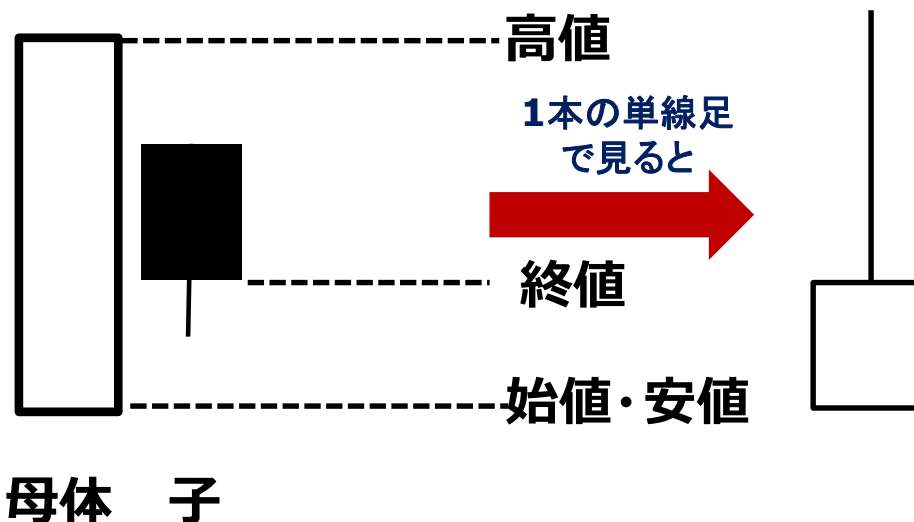 高値
1本の単線足
で見ると
終値
始値・安値
母体 子